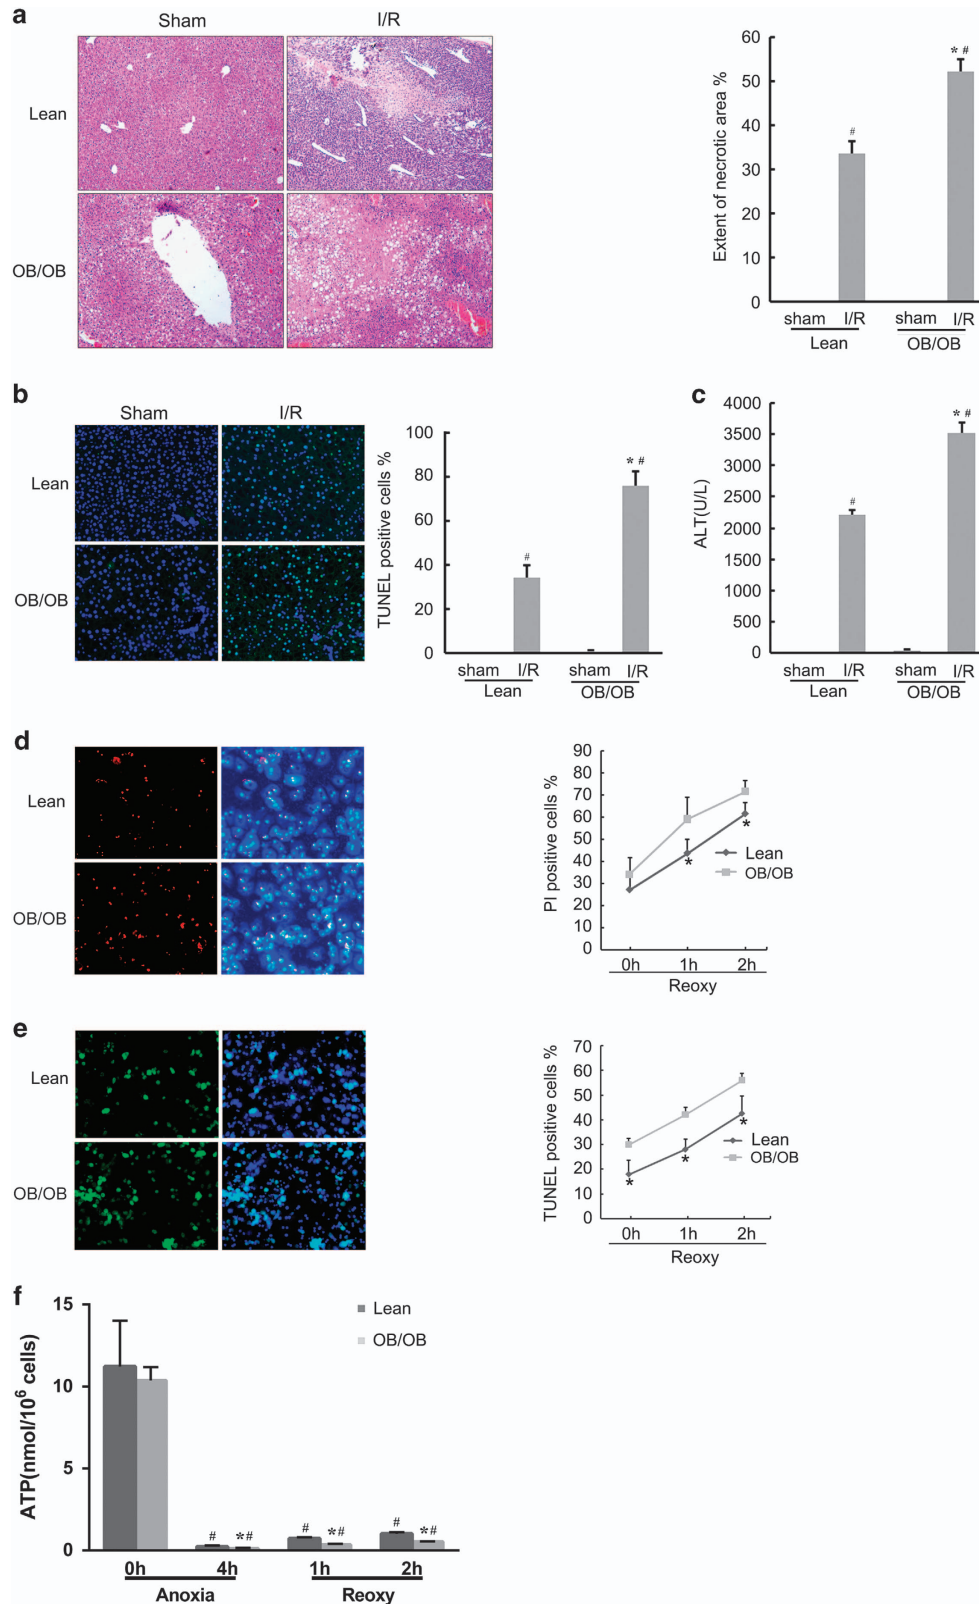 a
Sham
I/R
Lean
OB/OB
Extent of necrotic area %
60
50
40
30
20
10
0
#
* #
sham I/R sham I/R
Lean OB/OB
b
Sham
I/R
Lean
OB/OB
TUNEL positive cells %
100
80
60
40
20
0
#
* #
sham I/R sham I/R
Lean OB/OB
c
ALT(U/L)
4000
3500
3000
2500
2000
1500
1000
500
0
#
* #
sham I/R sham I/R
Lean OB/OB
d
Lean
OB/OB
PI positive cells %
90
80
70
60
50
40
30
20
10
0
*
*
Lean
OB/OB
0h 1h 2h
Reoxy
e
Lean
OB/OB
TUNEL positive cells %
70
60
50
40
30
20
10
0
*
*
*
Lean
OB/OB
0h 1h 2h
Reoxy
f
ATP(nmol/10⁶ cells)
15
10
5
0
Lean
OB/OB
# *# # *# # *#
0h 4h 1h 2h
Anoxia Reoxy